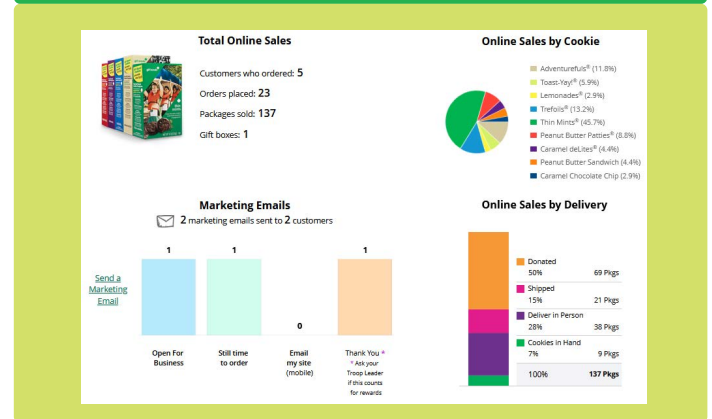 Total Online Sales
Customers who ordered: 5
Orders placed: 23
Packages sold: 137
Gift boxes: 1
Online Sales by Cookie
Adventurefuls® (11.8%)
Toast-Yay!® (5.9%)
Lemonades® (2.9%)
Trefoils® (13.2%)
Thin Mints® (45.7%)
Peanut Butter Patties® (8.8%)
Caramel deLites® (4.4%)
Peanut Butter Sandwich (4.4%)
Caramel Chocolate Chip (2.9%)
Marketing Emails
2 marketing emails sent to 2 customers
Send a
Marketing
Email
1
1
0
1
Open For
Business
Still time
to order
Email
my site
(mobile)
Thank You *
* Ask your
Troop Leader
if this counts
for rewards
Online Sales by Delivery
Donated
50% 69 Pkgs
Shipped
15% 21 Pkgs
Deliver in Person
28% 38 Pkgs
Cookies in Hand
7% 9 Pkgs
100% 137 Pkgs